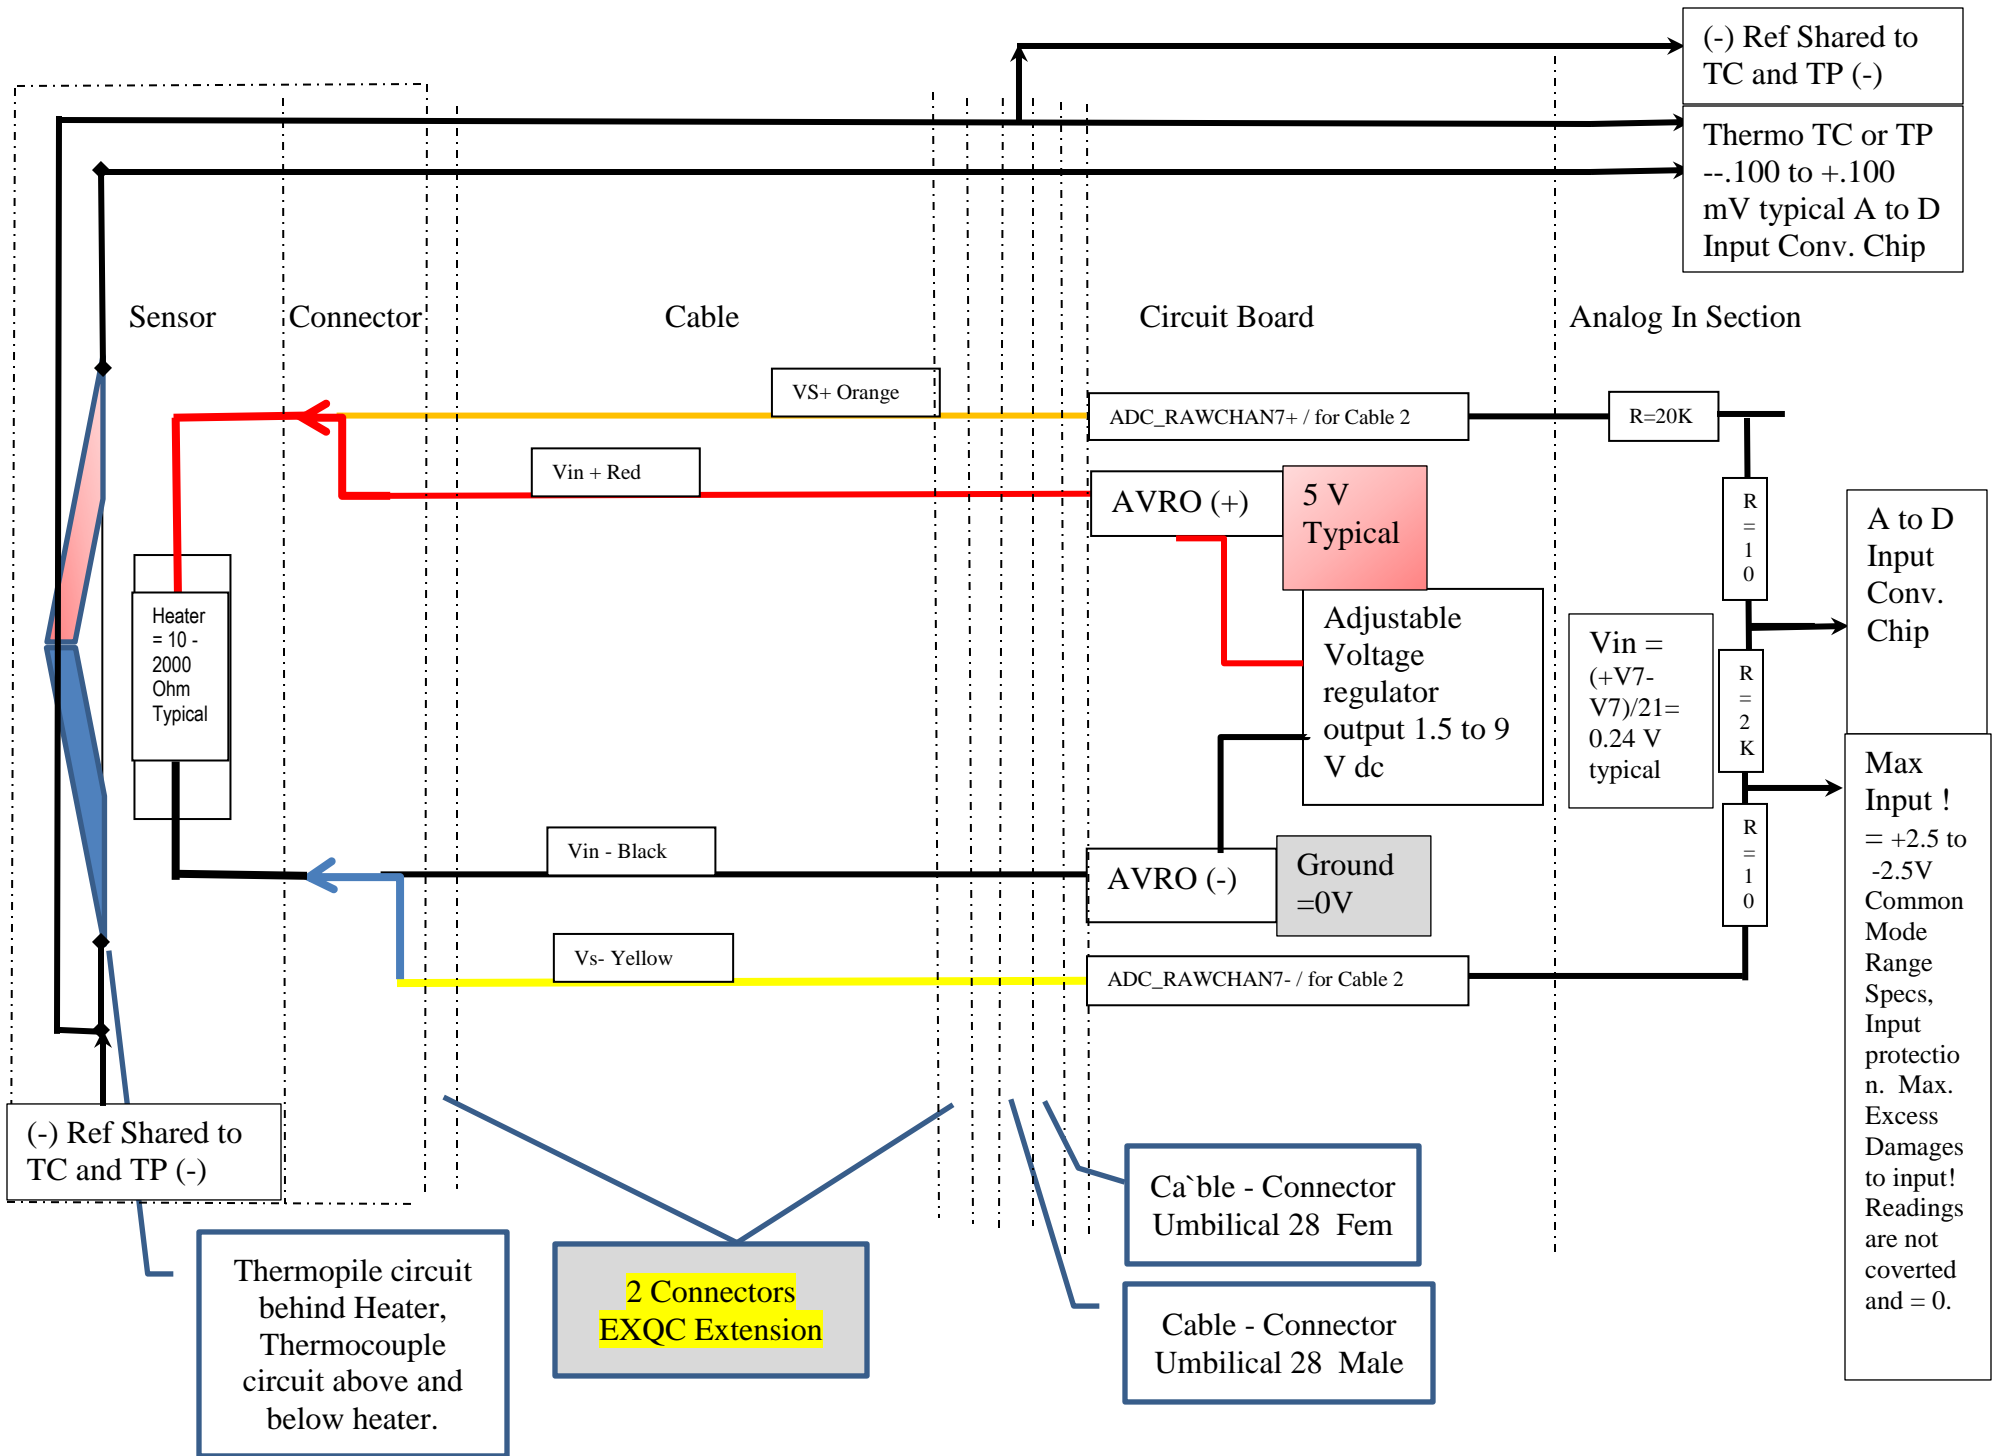 (-) Ref Shared to
TC and TP (-)
Thermo TC or TP
--.100 to +.100
mV typical A to D
Input Conv. Chip
Sensor
Connector
Cable
Circuit Board
Analog In Section
VS+ Orange
ADC_RAWCHAN7+ / for Cable 2
R=20K
Vin + Red
AVRO (+)
5 V
Typical
R
=
1
0
A to D
Input
Conv.
Chip
Heater
= 10 -
2000
Ohm
Typical
Adjustable
Voltage
regulator
output 1.5 to 9
V dc
Vin =
(+V7-
V7)/21=
0.24 V
typical
R
=
2
K
Max
Input !
= +2.5 to
-2.5V
Common
Mode
Range
Specs,
Input
protectio
n. Max.
Excess
Damages
to input!
Readings
are not
coverted
and = 0.
Vin - Black
AVRO (-)
Ground
=0V
R
=
1
0
Vs- Yellow
ADC_RAWCHAN7- / for Cable 2
(-) Ref Shared to
TC and TP (-)
Thermopile circuit
behind Heater,
Thermocouple
circuit above and
below heater.
2 Connectors
EXQC Extension
Ca`ble - Connector
Umbilical 28 Fem
Cable - Connector
Umbilical 28 Male